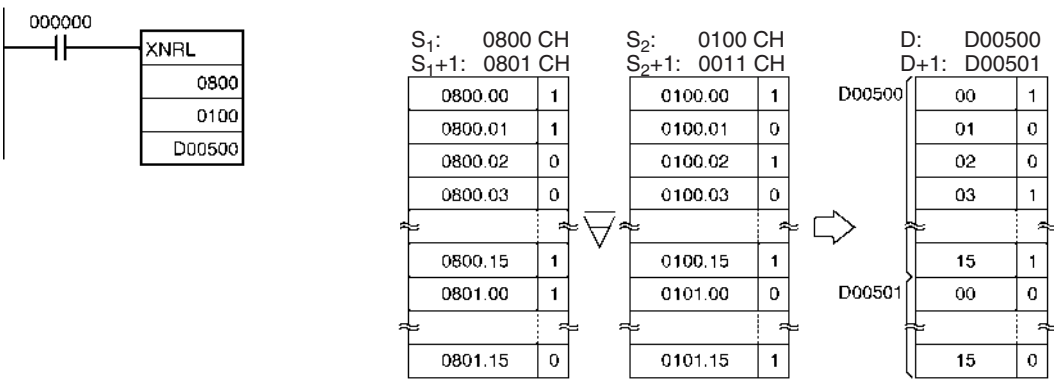 000000
XNRL
0800
0100
D00500
S1: 0800 CH
S1+1: 0801 CH
0800.00 1
0800.01 1
0800.02 0
0800.03 0
0800.15 1
0801.00 1
0801.15 0
S2: 0100 CH
S2+1: 0011 CH
0100.00 1
0100.01 0
0100.02 1
0100.03 0
0100.15 1
0101.00 0
0101.15 1
D: D00500
D+1: D00501
D00500
00 1
01 0
02 0
03 1
15 1
D00501
00 0
15 0